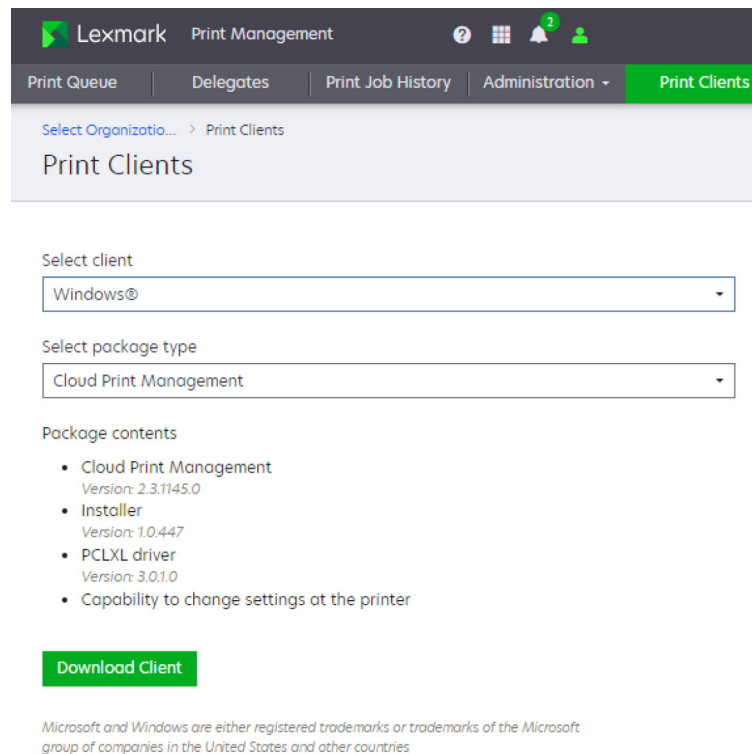 Lexmark Print Management
2
Print Queue Delegates Print Job History Administration Print Clients
Select Organizatio... > Print Clients
Print Clients
Select client
Windows®
Select package type
Cloud Print Management
Package contents
• Cloud Print Management
Version: 2.3.1145.0
• Installer
Version: 1.0.447
• PCLXL driver
Version: 3.0.1.0
• Capability to change settings at the printer
Download Client
Microsoft and Windows are either registered trademarks or trademarks of the Microsoft
group of companies in the United States and other countries